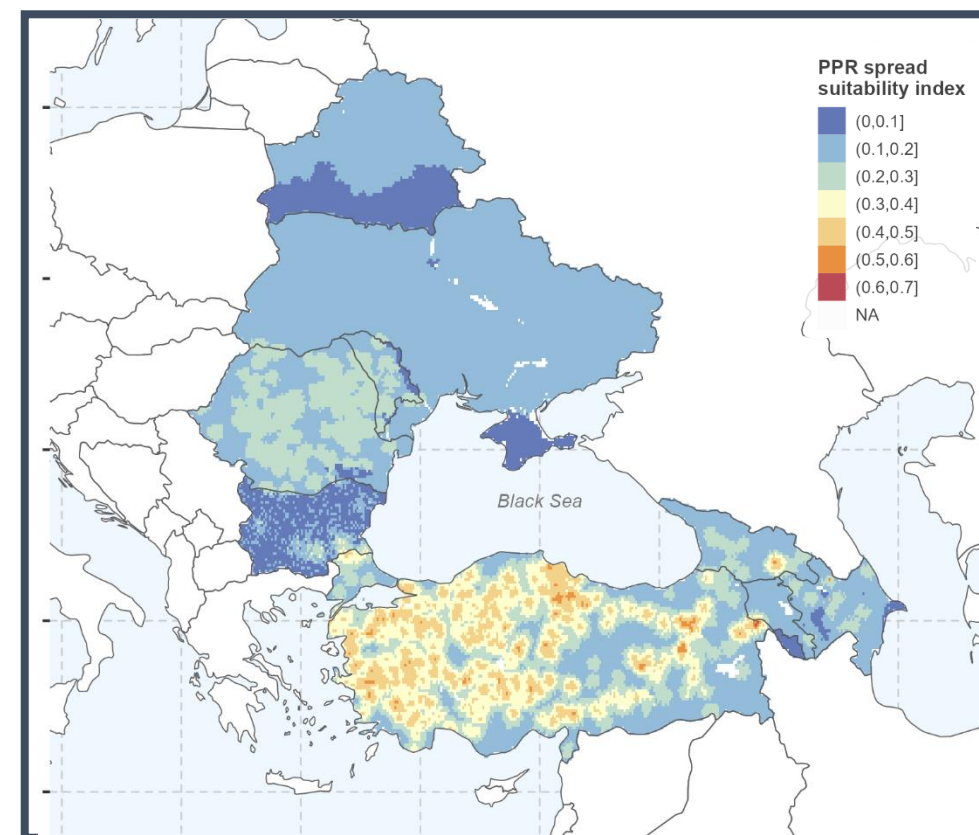 PPR spread
suitability index
(0,0.1]
(0.1,0.2]
(0.2,0.3]
(0.3,0.4]
(0.4,0.5]
(0.5,0.6]
(0.6,0.7]
NA
Black Sea